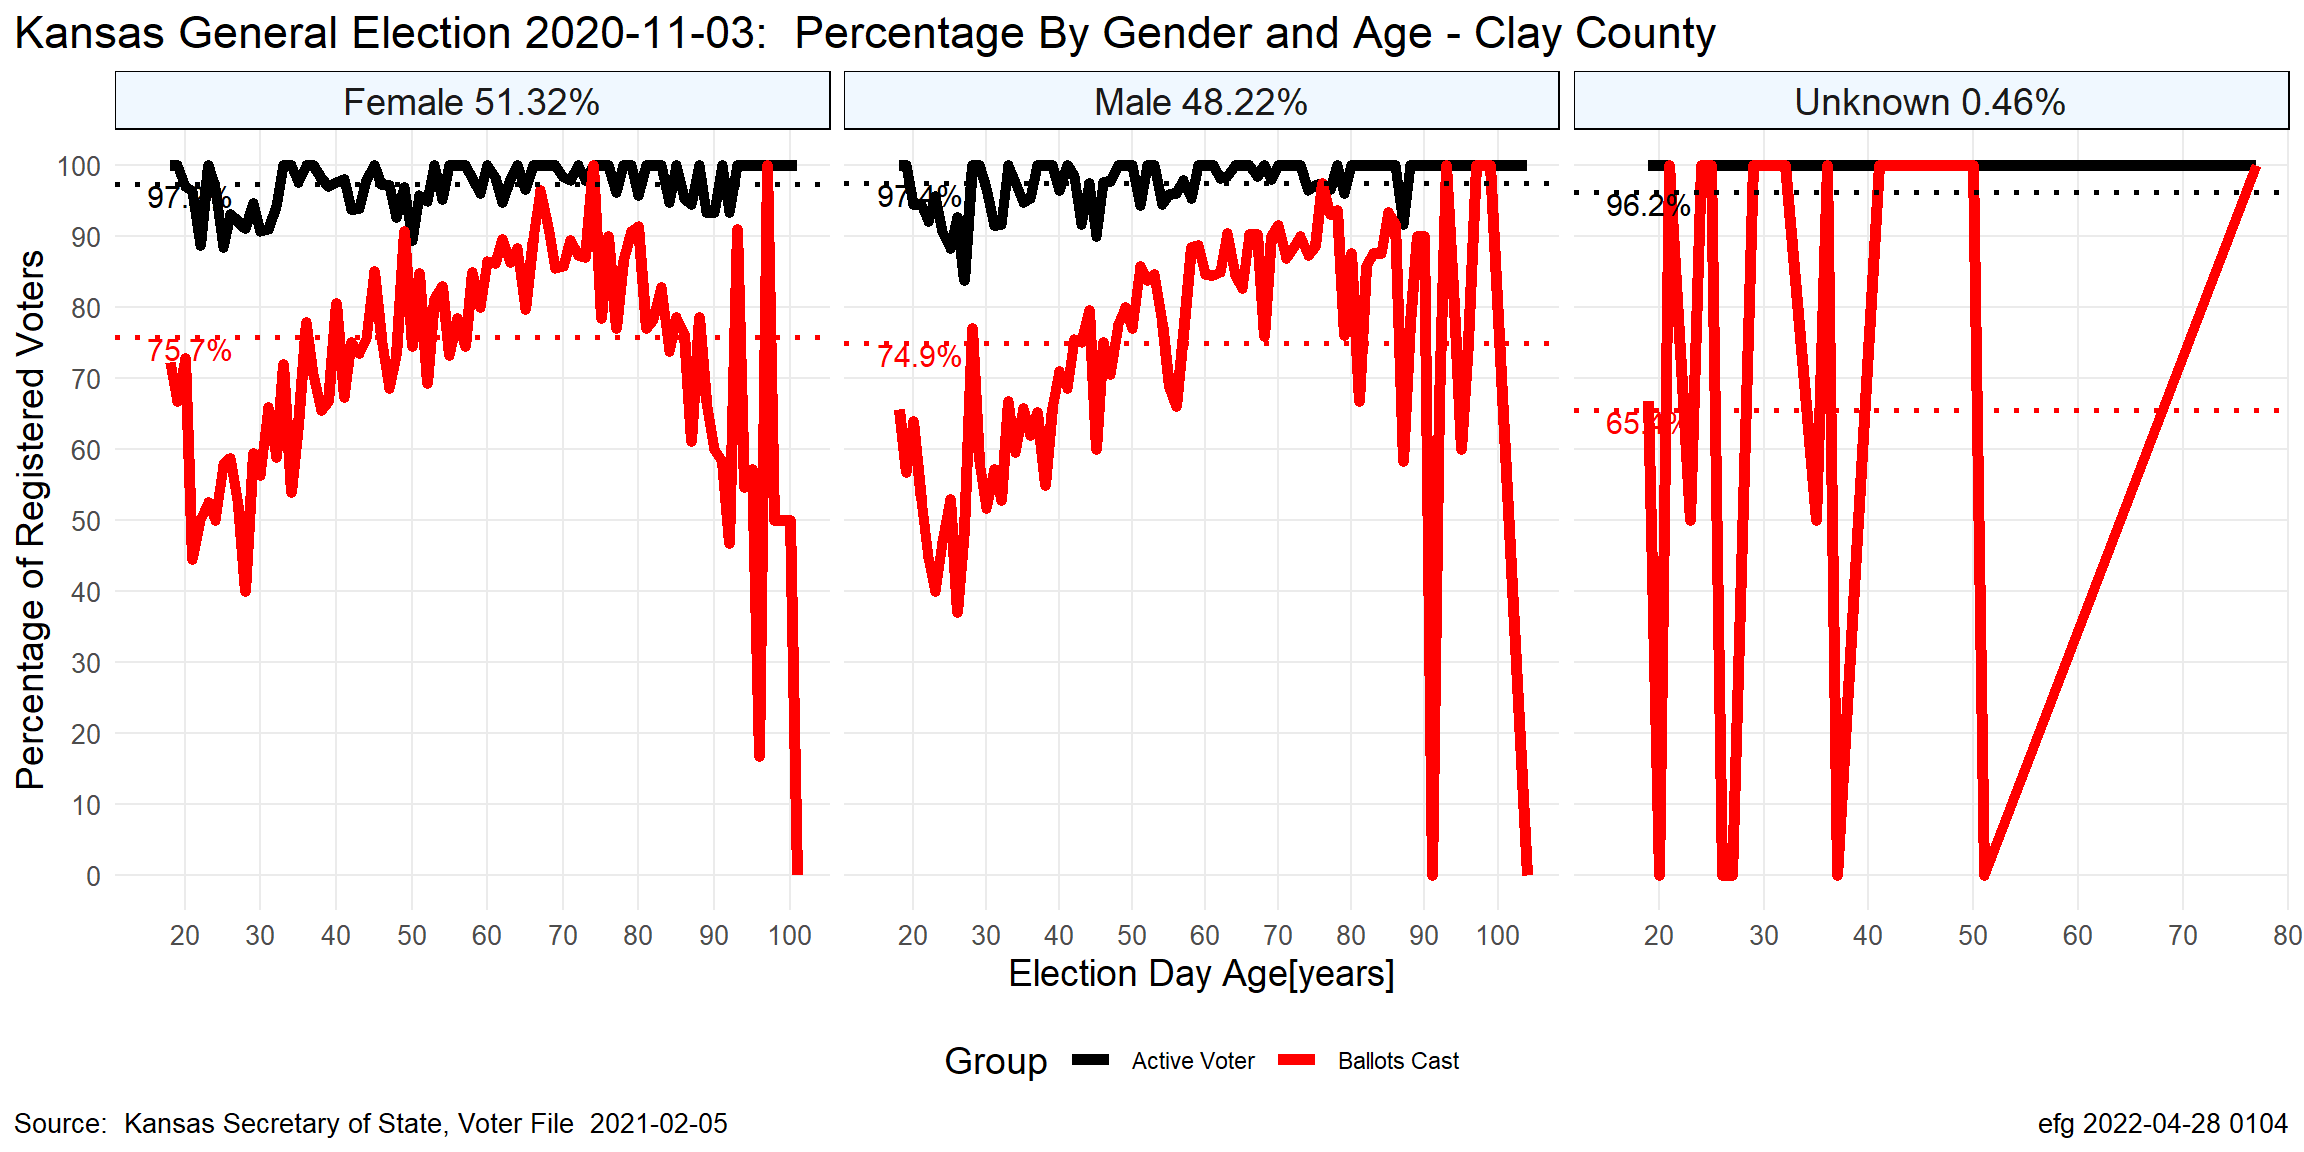 Kansas General Election 2020-11-03:  Percentage By Gender and Age - Clay County
Female 51.32%
Male 48.22%
Unknown 0.46%
Percentage of Registered Voters
100
90
80
70
60
50
40
30
20
10
0
75.7%
97.4%
74.9%
96.2%
65.4%
20 30 40 50 60 70 80 90 100
20 30 40 50 60 70 80 90 100
20 30 40 50 60 70 80
Election Day Age[years]
Group Active Voter Ballots Cast
Source:  Kansas Secretary of State, Voter File  2021-02-05
efg 2022-04-28 0104